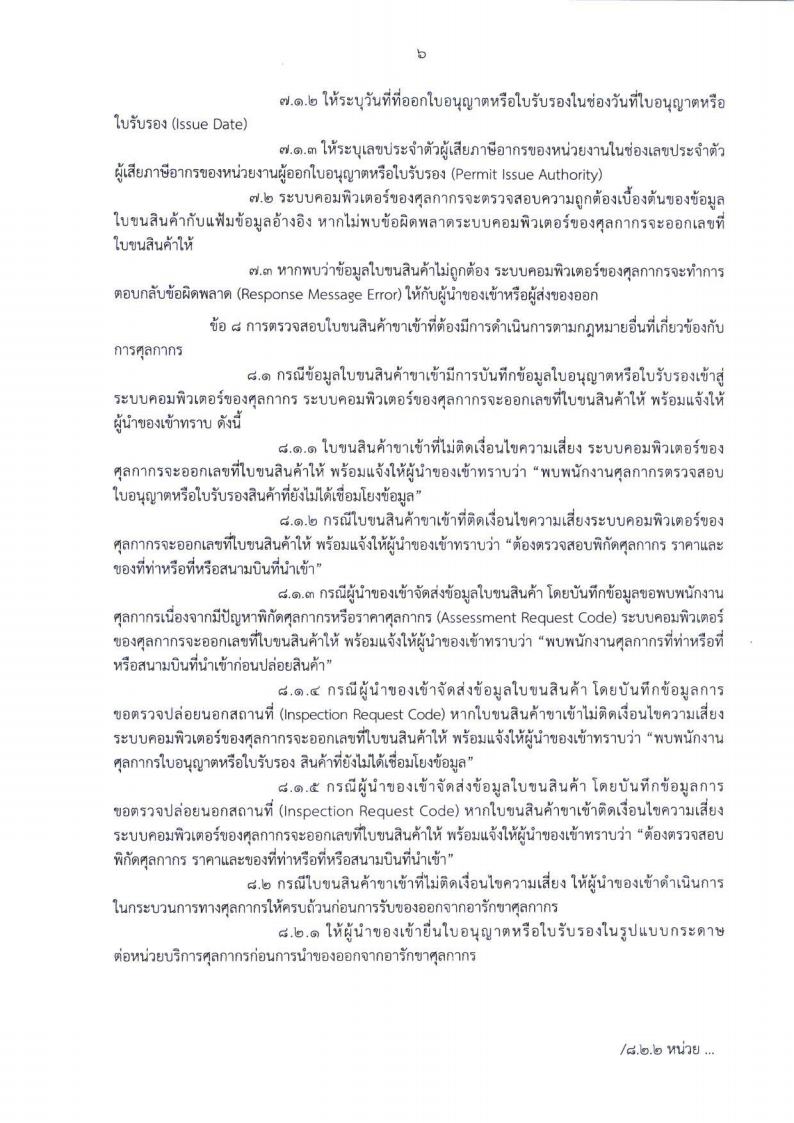 ๖
๗.๑.๒ ให้ระบุวันที่ที่ออกใบอนุญาตหรือใบรับรองในช่องวันที่ใบอนุญาตหรือ
ใบรับรอง (Issue Date)
๗.๑.๓ ให้ระบุเลขประจำตัวผู้เสียภาษีอากรของหน่วยงานในช่องเลขประจำตัว
ผู้เสียภาษีอากรของหน่วยงานผู้ออกใบอนุญาตหรือใบรับรอง (Permit Issue Authority)
๗.๒ ระบบคอมพิวเตอร์ของศุลกากรจะตรวจสอบความถูกต้องเบื้องต้นของข้อมูล
ใบขนสินค้ากับแฟ้มข้อมูลอ้างอิง หากไม่พบข้อผิดพลาดระบบคอมพิวเตอร์ของศุลกากรจะออกเลขที่
ใบขนสินค้าให้
๗.๓ หากพบว่าข้อมูลใบขนสินค้าไม่ถูกต้อง ระบบคอมพิวเตอร์ของศุลกากรจะทำการ
ตอบกลับข้อผิดพลาด (Response Message Error) ให้กับผู้นำของเข้าหรือผู้ส่งของออก
ข้อ ๘ การตรวจสอบใบขนสินค้าขาเข้าที่ต้องมีการดำเนินการตามกฎหมายอื่นที่เกี่ยวข้องกับ
การศุลกากร
๘.๑ กรณีข้อมูลใบขนสินค้าขาเข้ามีการบันทึกข้อมูลใบอนุญาตหรือใบรับรองเข้าสู่
ระบบคอมพิวเตอร์ของศุลกากร ระบบคอมพิวเตอร์ของศุลกากรจะออกเลขที่ใบขนสินค้าให้ พร้อมแจ้งให้
ผู้นำของเข้าทราบ ดังนี้
๘.๑.๑ ใบขนสินค้าขาเข้าที่ไม่ติดเงื่อนไขความเสี่ยง ระบบคอมพิวเตอร์ของ
ศุลกากรจะออกเลขที่ใบขนสินค้าให้ พร้อมแจ้งให้ผู้นำของเข้าทราบว่า “พบพนักงานศุลกากรตรวจสอบ
ใบอนุญาตหรือใบรับรองสินค้าที่ยังไม่ได้เชื่อมโยงข้อมูล”
๘.๑.๒ กรณีใบขนสินค้าขาเข้าที่ติดเงื่อนไขความเสี่ยงระบบคอมพิวเตอร์ของ
ศุลกากรจะออกเลขที่ใบขนสินค้าให้ พร้อมแจ้งให้ผู้นำของเข้าทราบว่า “ต้องตรวจสอบพิกัดศุลกากร ราคาและ
ของที่ท่าหรือที่หรือสนามบินที่นำเข้า”
๘.๑.๓ กรณีผู้นำของเข้าจัดส่งข้อมูลใบขนสินค้า โดยบันทึกข้อมูลขอพบพนักงาน
ศุลกากรเนื่องจากมีปัญหาพิกัดศุลกากรหรือราคาศุลกากร (Assessment Request Code) ระบบคอมพิวเตอร์
ของศุลกากรจะออกเลขที่ใบขนสินค้าให้ พร้อมแจ้งให้ผู้นำของเข้าทราบว่า “พบพนักงานศุลกากรที่ท่าหรือที่
หรือสนามบินที่นำเข้าก่อนปล่อยสินค้า”
๘.๑.๔ กรณีผู้นำของเข้าจัดส่งข้อมูลใบขนสินค้า โดยบันทึกข้อมูลการ
ขอตรวจปล่อยนอกสถานที่ (Inspection Request Code) หากใบขนสินค้าขาเข้าไม่ติดเงื่อนไขความเสี่ยง
ระบบคอมพิวเตอร์ของศุลกากรจะออกเลขที่ใบขนสินค้าให้ พร้อมแจ้งให้ผู้นำของเข้าทราบว่า “พบพนักงาน
ศุลกากรใบอนุญาตหรือใบรับรอง สินค้าที่ยังไม่ได้เชื่อมโยงข้อมูล”
๘.๑.๕ กรณีผู้นำของเข้าจัดส่งข้อมูลใบขนสินค้า โดยบันทึกข้อมูลการ
ขอตรวจปล่อยนอกสถานที่ (Inspection Request Code) หากใบขนสินค้าขาเข้าติดเงื่อนไขความเสี่ยง
ระบบคอมพิวเตอร์ของศุลกากรจะออกเลขที่ใบขนสินค้าให้ พร้อมแจ้งให้ผู้นำของเข้าทราบว่า “ต้องตรวจสอบ
พิกัดศุลกากร ราคาและของที่ท่าหรือที่หรือสนามบินที่นำเข้า”
๘.๒ กรณีใบขนสินค้าขาเข้าที่ไม่ติดเงื่อนไขความเสี่ยง ให้ผู้นำของเข้าดำเนินการ
ในกระบวนการทางศุลกากรให้ครบถ้วนก่อนการรับของออกจากอารักขาศุลกากร
๘.๒.๑ ให้ผู้นำของเข้ายื่นใบอนุญาตหรือใบรับรองในรูปแบบกระดาษ
ต่อหน่วยบริการศุลกากรก่อนการนำของออกจากอารักขาศุลกากร
/๘.๒.๒ หน่วย ...